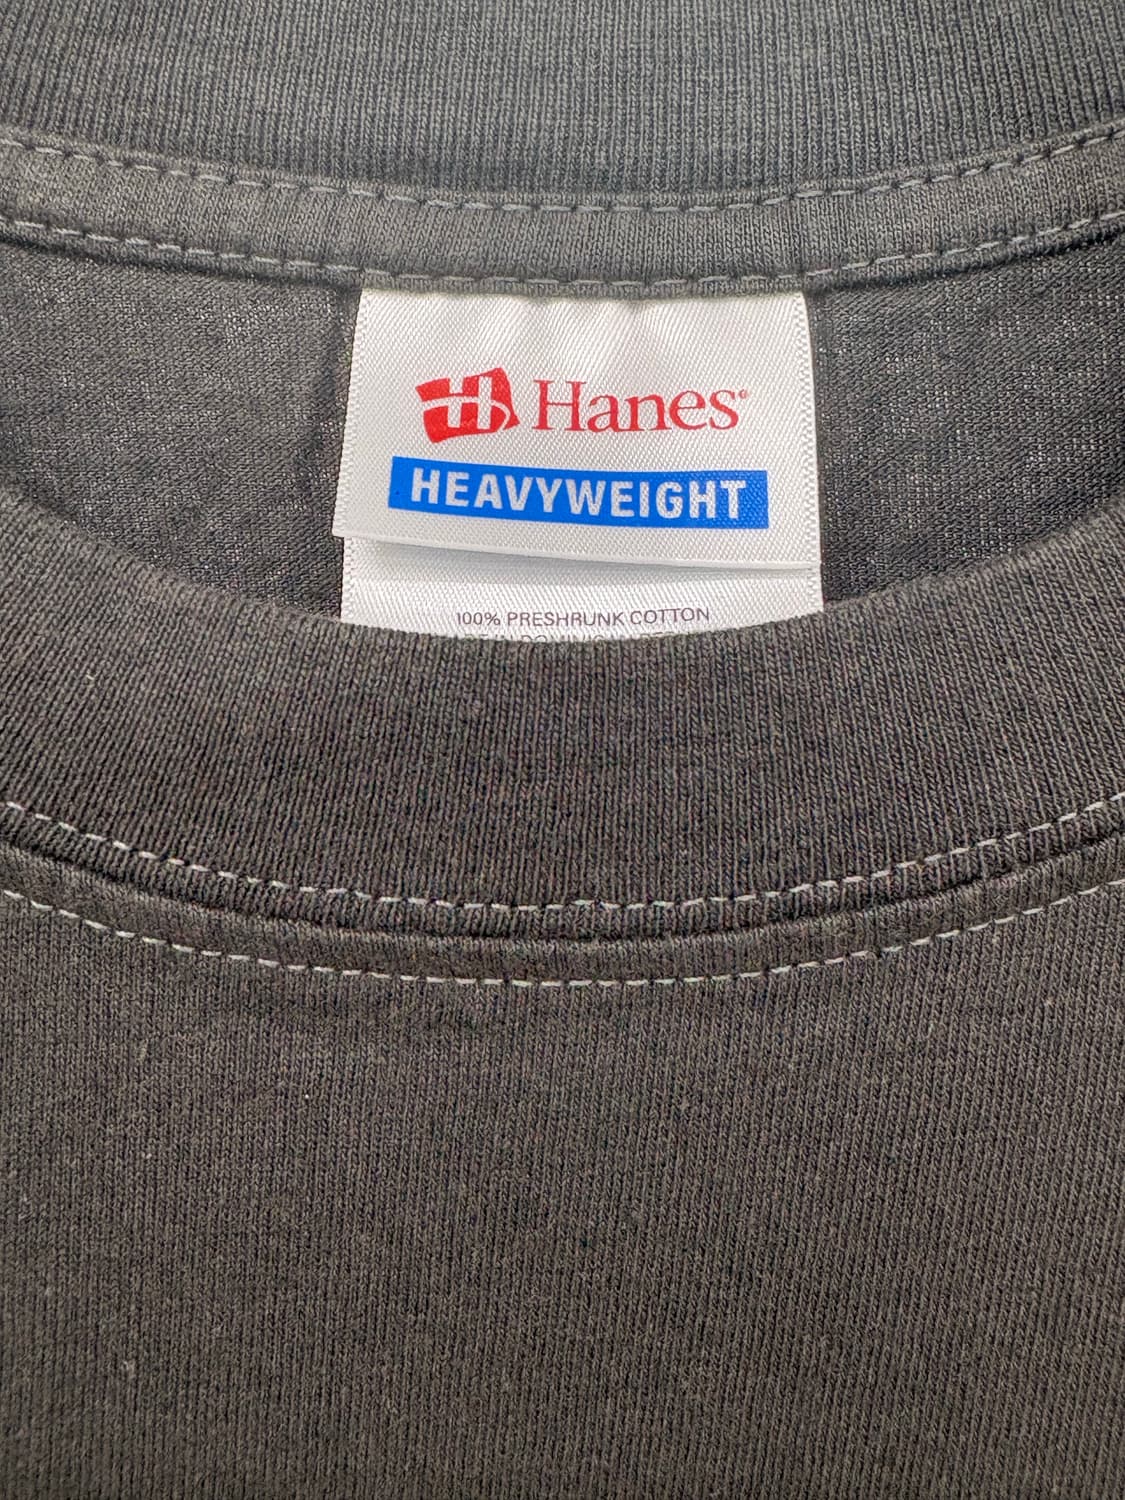 H Hanes®
HEAVYWEIGHT
100% PRESHRUNK COTTON